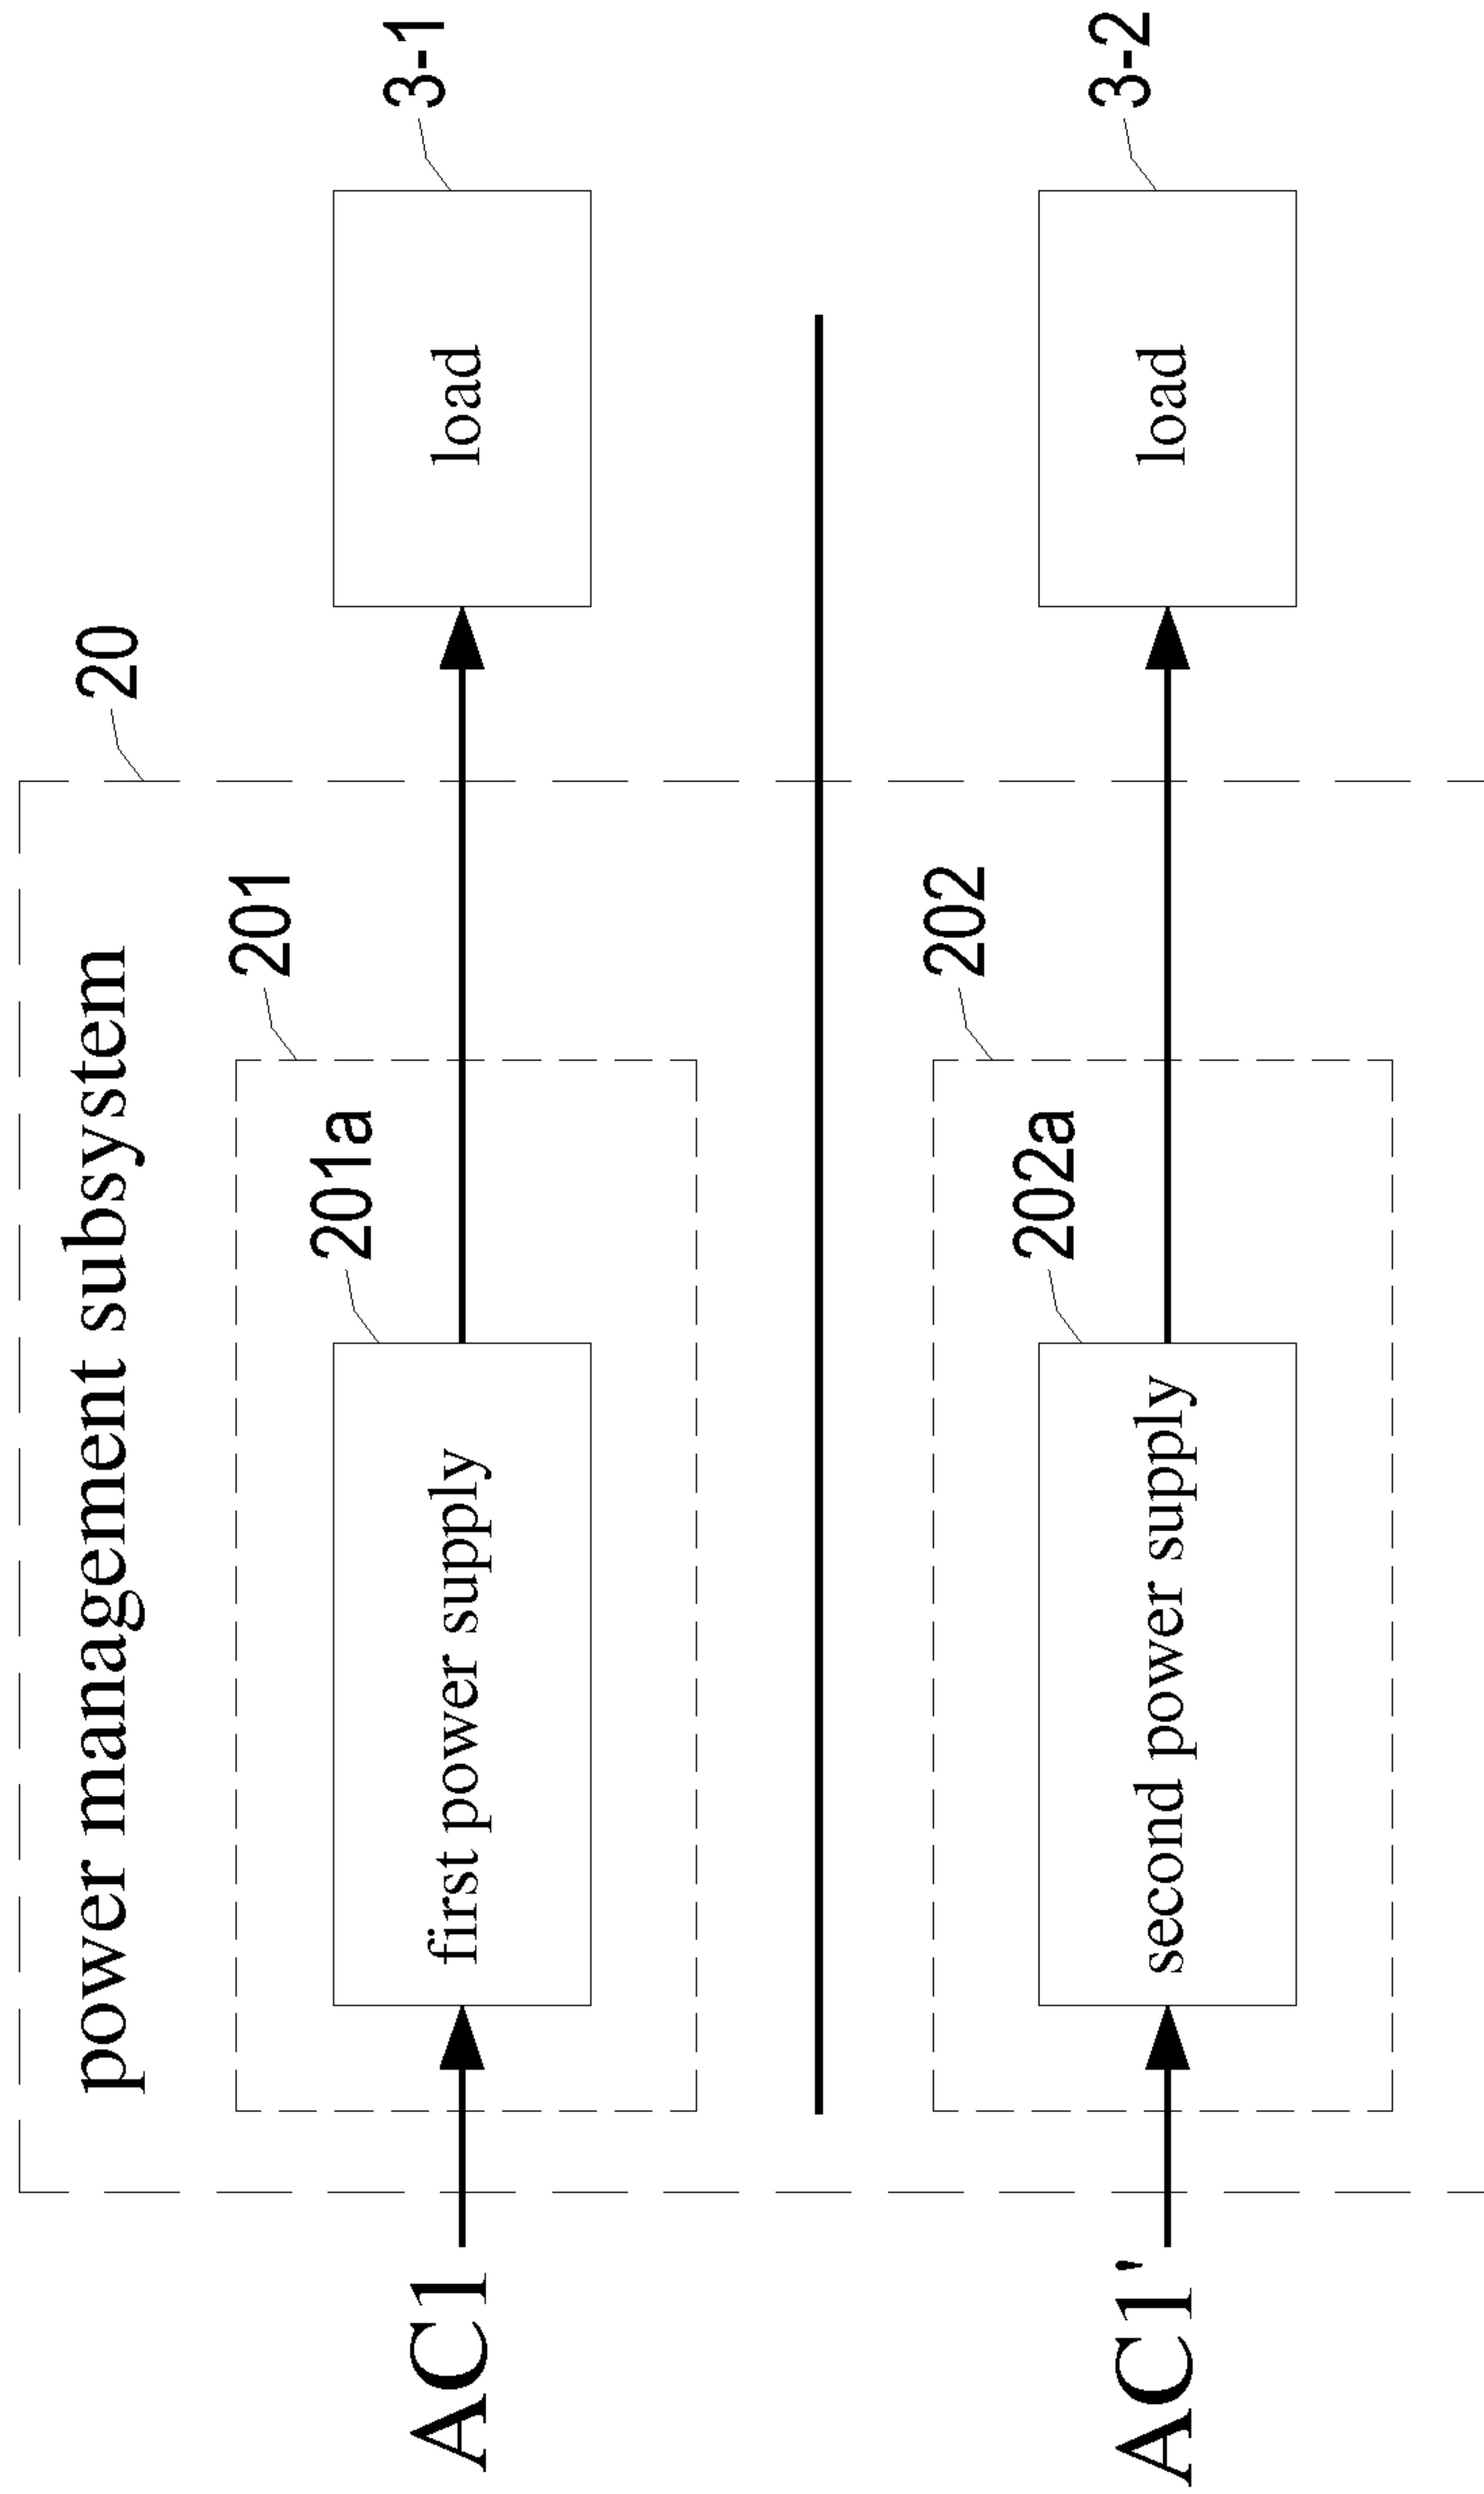 power management subsystem
20
201
201a
3-1
AC1
first power supply
load
202
202a
3-2
AC1'
second power supply
load